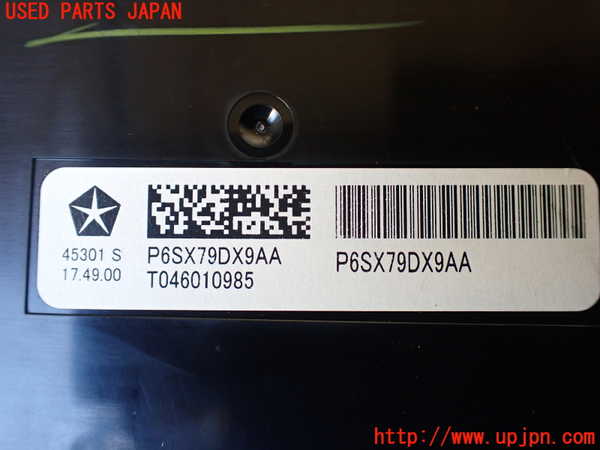 USED PARTS JAPAN
45301 S
17.49.00
P6SX79DX9AA
T046010985
P6SX79DX9AA
http://www.upjpn.com/